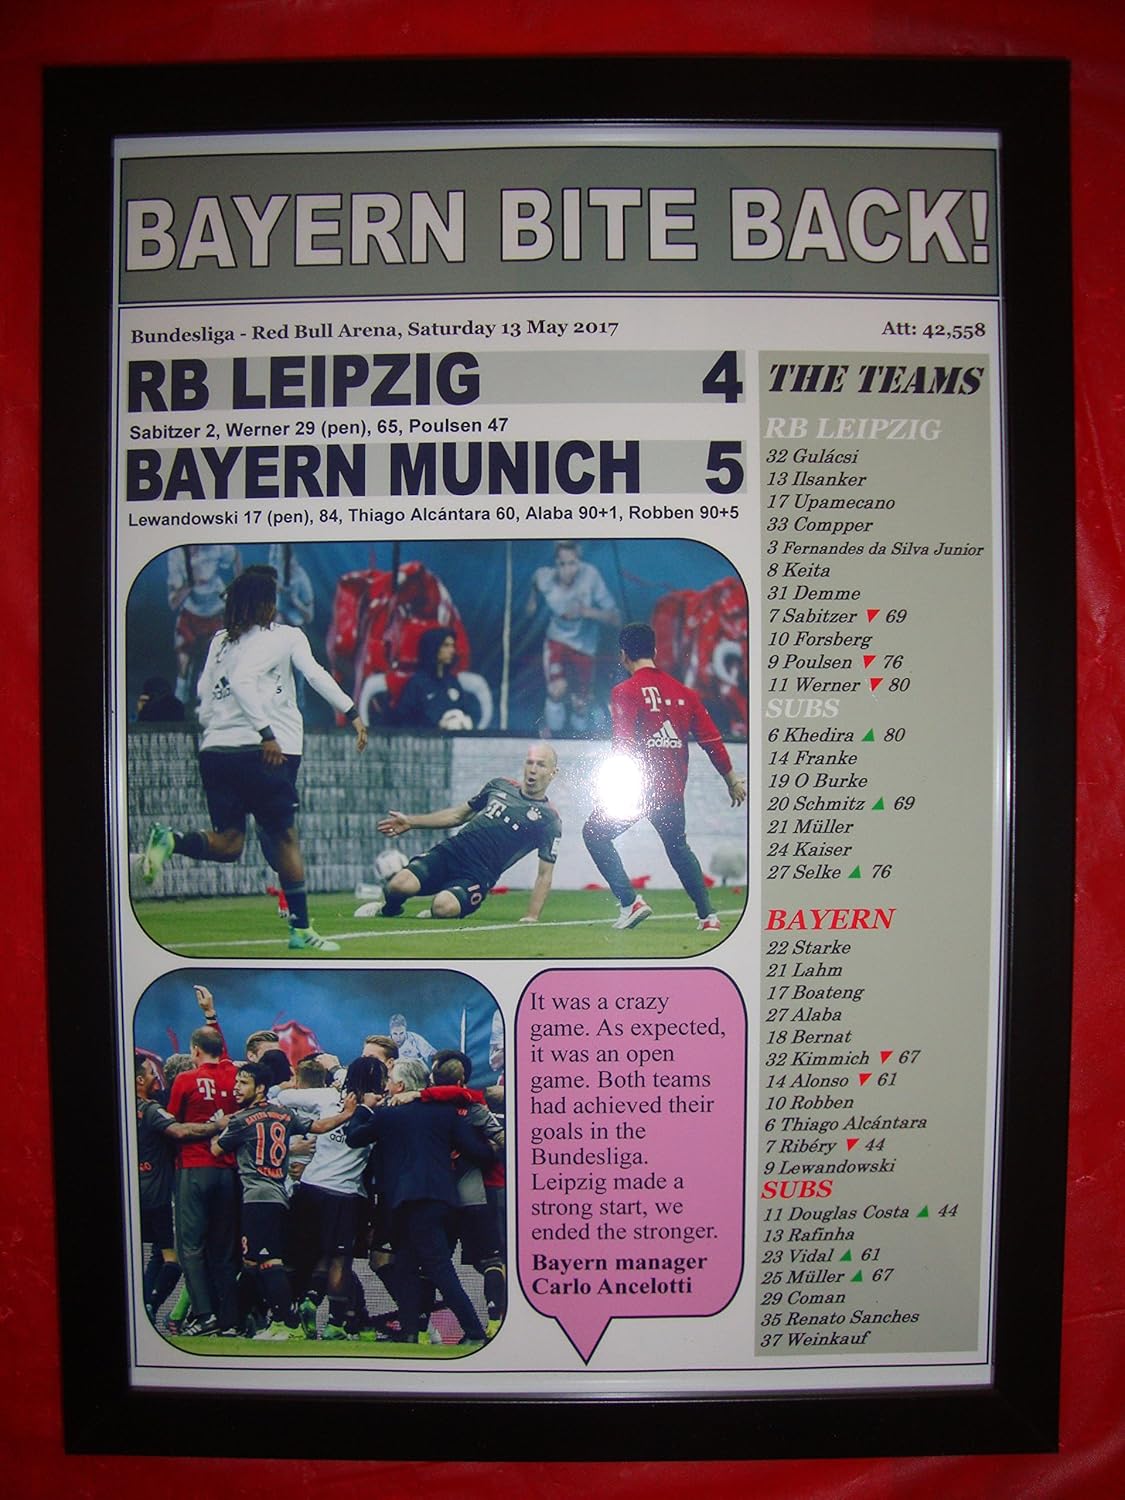 BAYERN BITE BACK!
Bundesliga - Red Bull Arena, Saturday 13 May 2017
Att: 42,558
RB LEIPZIG 4
Sabitzer 2, Werner 29 (pen), 65, Poulsen 47
BAYERN MUNICH 5
Lewandowski 17 (pen), 84, Thiago Alcántara 60, Alaba 90+1, Robben 90+5
T
adidas
T
10
T
BAYERN MÜNCHEN
18
BERNAT
It was a crazy
game. As expected,
it was an open
game. Both teams
had achieved their
goals in the
Bundesliga.
Leipzig made a
strong start, we
ended the stronger.
Bayern manager
Carlo Ancelotti
THE TEAMS
RB LEIPZIG
32 Gulácsi
13 Ilsanker
17 Upamecano
33 Compper
3 Fernandes da Silva Junior
8 Keita
31 Demme
7 Sabitzer ▼ 69
10 Forsberg
9 Poulsen ▼ 76
11 Werner ▼ 80
SUBS
6 Khedira ▲ 80
14 Franke
19 O Burke
20 Schmitz ▲ 69
21 Müller
24 Kaiser
27 Selke ▲ 76
BAYERN
22 Starke
21 Lahm
17 Boateng
27 Alaba
18 Bernat
32 Kimmich ▼ 67
14 Alonso ▼ 61
10 Robben
6 Thiago Alcántara
7 Ribéry ▼ 44
9 Lewandowski
SUBS
11 Douglas Costa ▲ 44
13 Rafinha
23 Vidal ▲ 61
25 Müller ▲ 67
29 Coman
35 Renato Sanches
37 Weinkauf